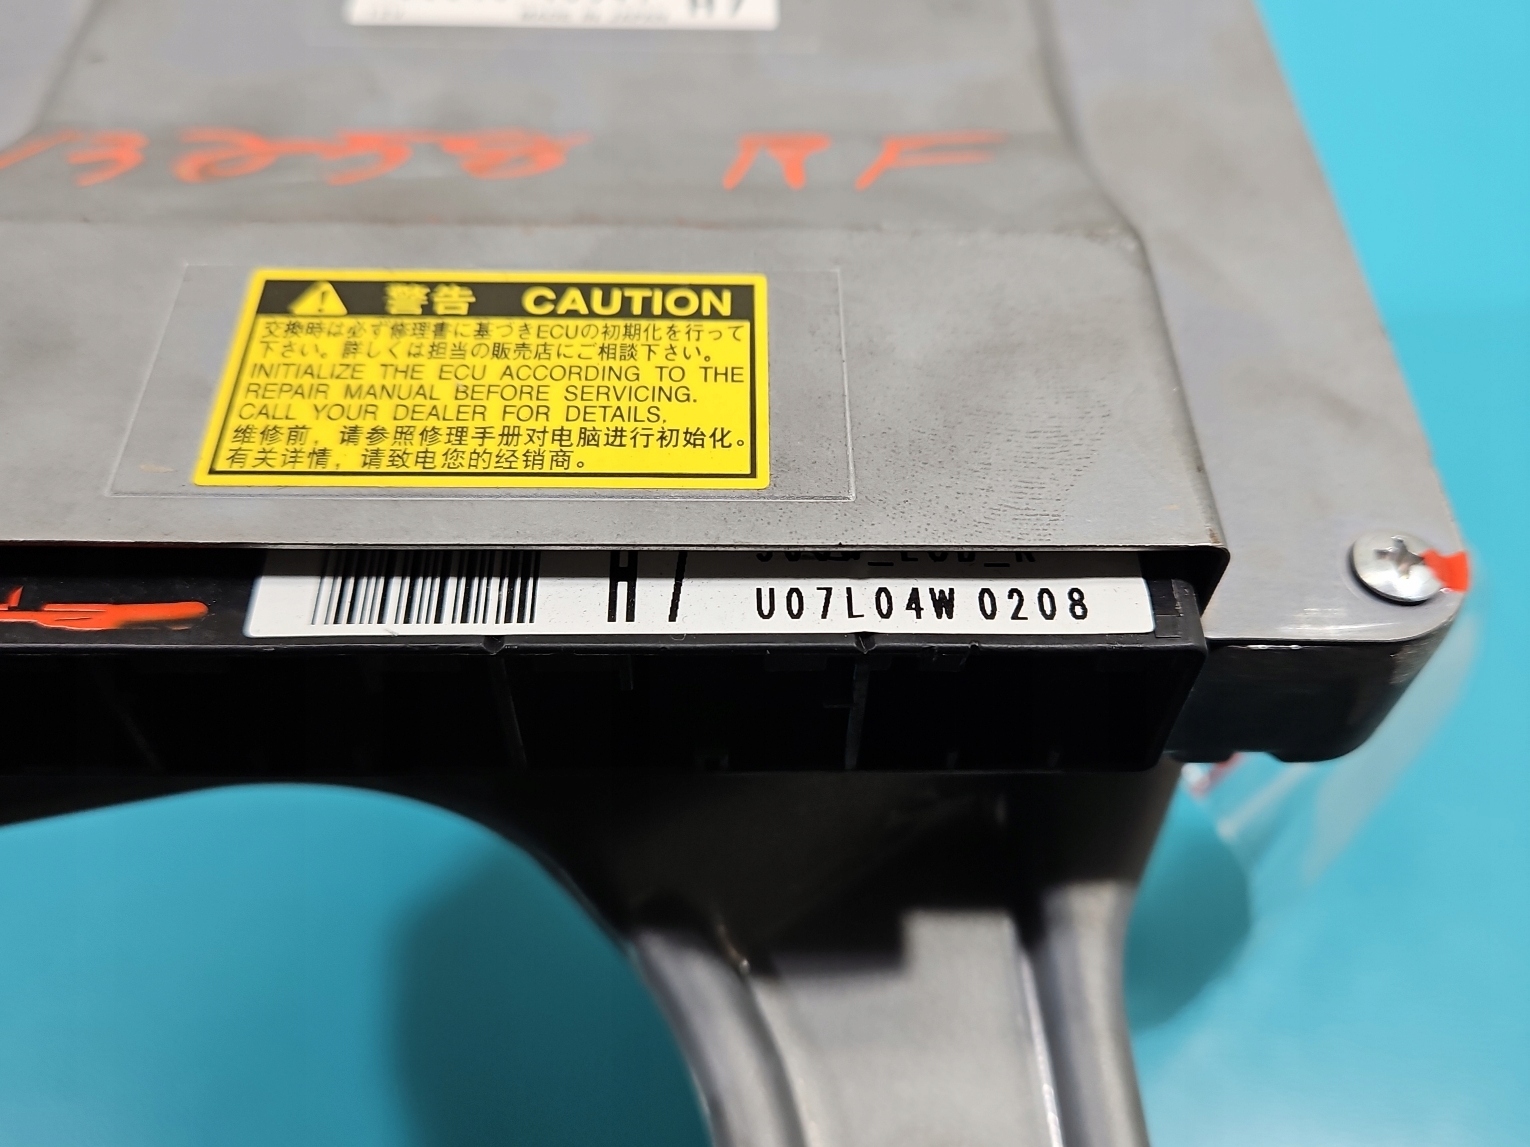 MADE IN JAPAN H7
13258 RF
警告 CAUTION
交換時は必ず修理書に基づきECUの初期化を行って
下さい。詳しくは担当の販売店にご相談下さい。
INITIALIZE THE ECU ACCORDING TO THE
REPAIR MANUAL BEFORE SERVICING.
CALL YOUR DEALER FOR DETAILS.
维修前，请参照修理手册对电脑进行初始化。
有关详情，请致电您的经销商。
H7
U07L04W 0208